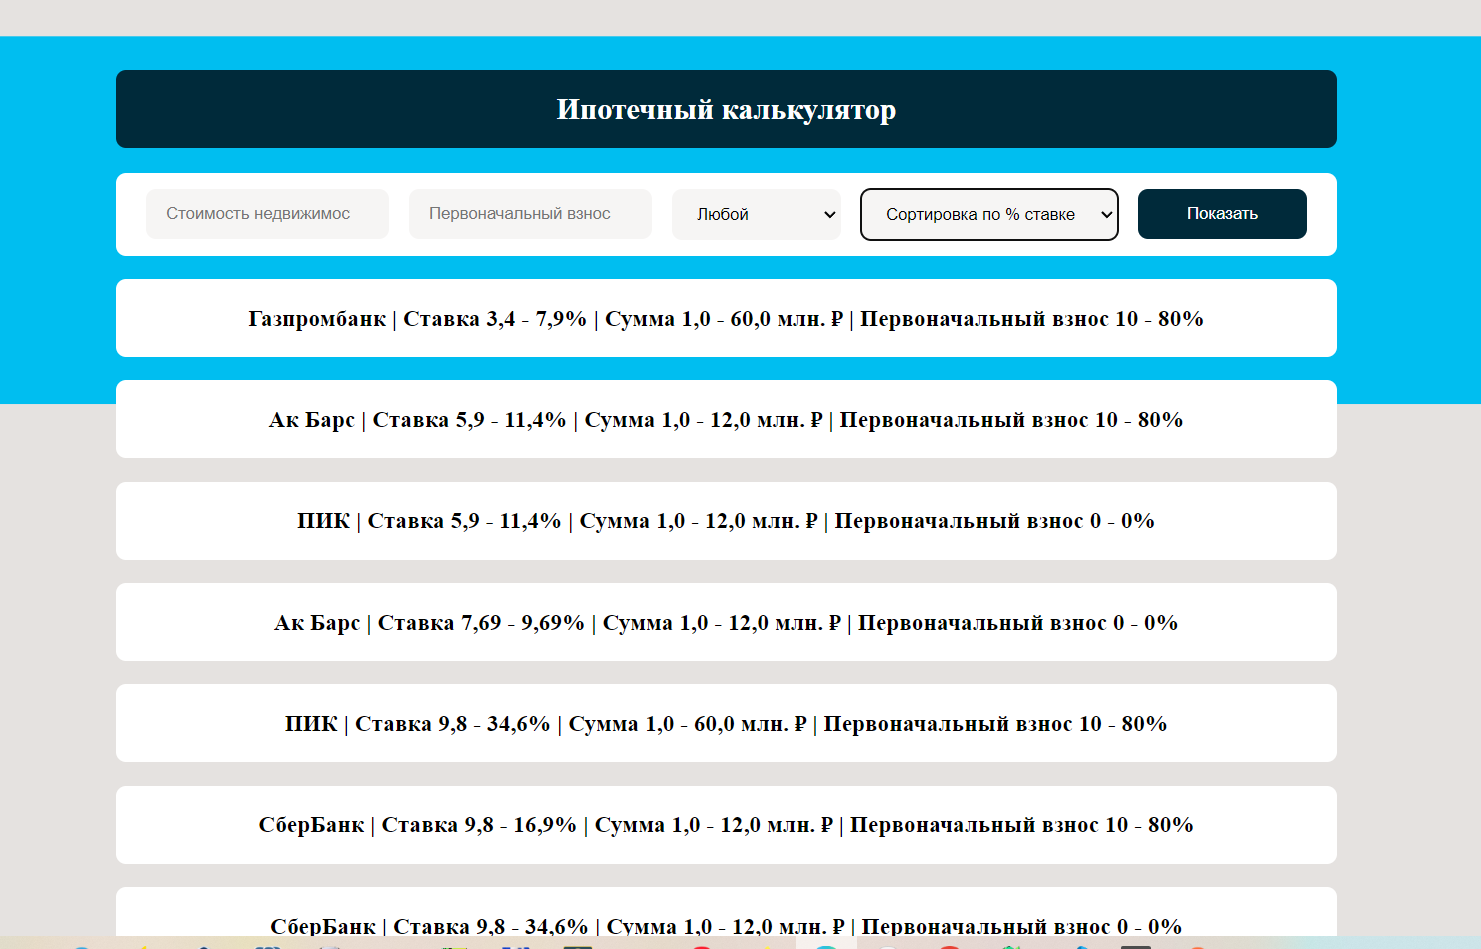 Ипотечный калькулятор
Стоимость недвижимос Первоначальный взнос Любой Сортировка по % ставке Показать
Газпромбанк | Ставка 3,4 - 7,9% | Сумма 1,0 - 60,0 млн. ₽ | Первоначальный взнос 10 - 80%
Ак Барс | Ставка 5,9 - 11,4% | Сумма 1,0 - 12,0 млн. ₽ | Первоначальный взнос 10 - 80%
ПИК | Ставка 5,9 - 11,4% | Сумма 1,0 - 12,0 млн. ₽ | Первоначальный взнос 0 - 0%
Ак Барс | Ставка 7,69 - 9,69% | Сумма 1,0 - 12,0 млн. ₽ | Первоначальный взнос 0 - 0%
ПИК | Ставка 9,8 - 34,6% | Сумма 1,0 - 60,0 млн. ₽ | Первоначальный взнос 10 - 80%
СберБанк | Ставка 9,8 - 16,9% | Сумма 1,0 - 12,0 млн. ₽ | Первоначальный взнос 10 - 80%
СберБанк | Ставка 9,8 - 34,6% | Сумма 1,0 - 12,0 млн. ₽ | Первоначальный взнос 0 - 0%